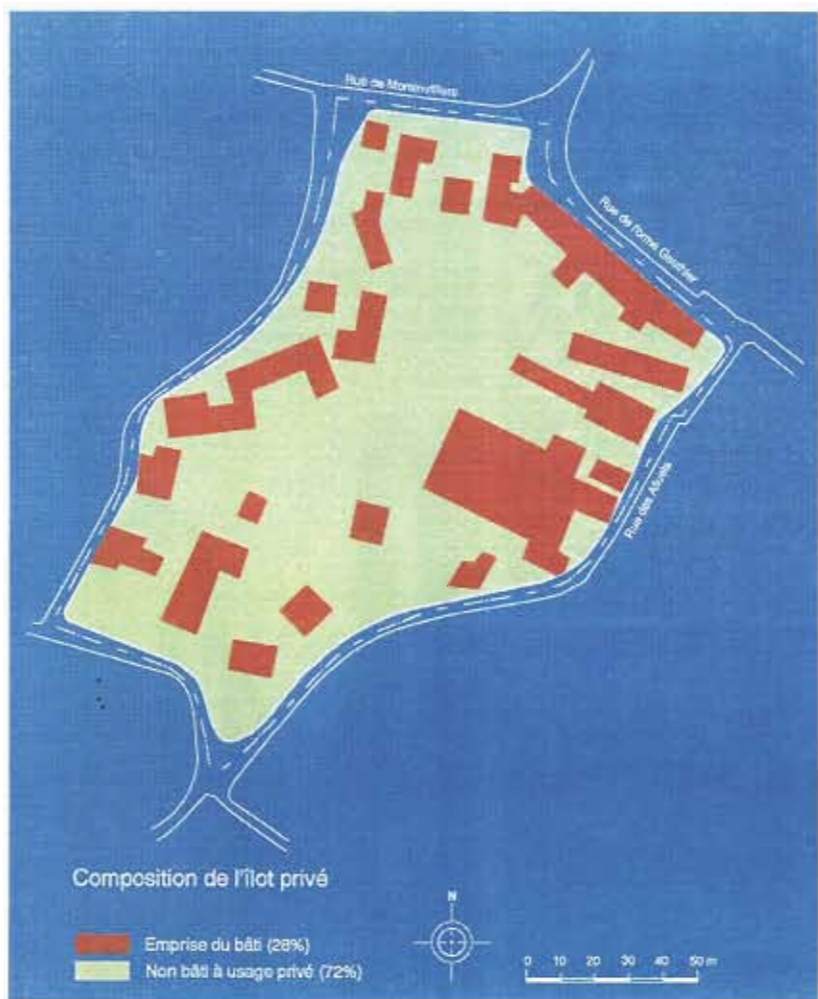 Rue de Montivilliers
Rue de l'orme Gauthier
Rue des Alluets
Composition de l'îlot privé
N
Emprise du bâti (28%)
Non bâti à usage privé (72%)
0 10 20 30 40 50 m